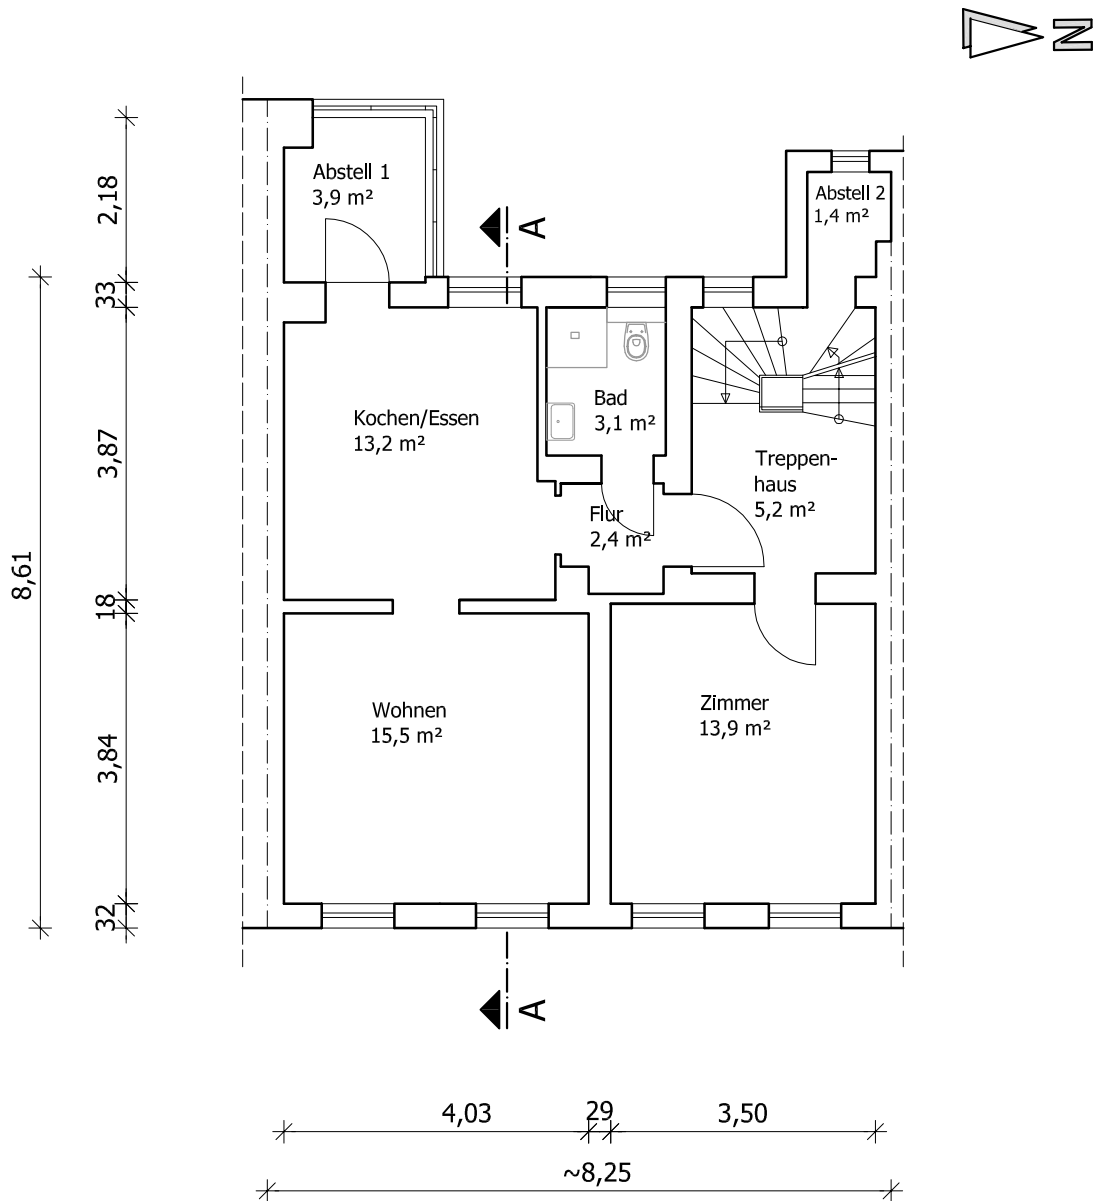 N
Abstell 1
3,9 m²
Abstell 2
1,4 m²
A
2,18
33
Kochen/Essen
13,2 m²
Bad
3,1 m²
Treppen-
haus
5,2 m²
Flur
2,4 m²
3,87
8,61
18
Wohnen
15,5 m²
Zimmer
13,9 m²
3,84
32
A
4,03
29
3,50
~8,25